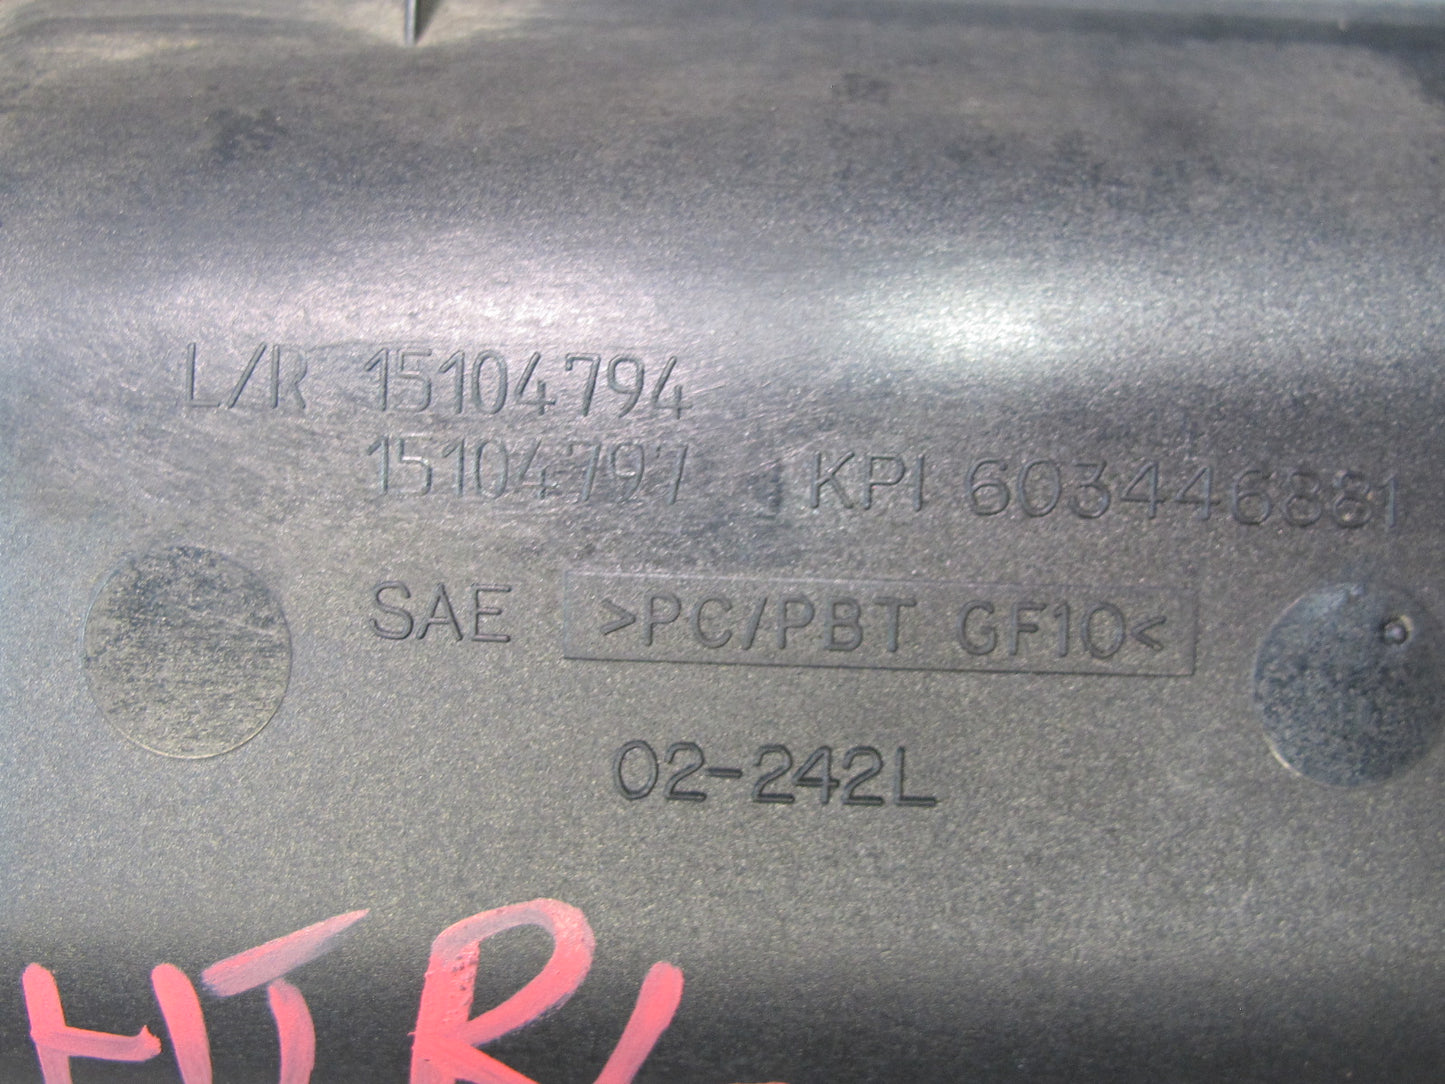 L/R 15104794
15104797 KPI 603446881
SAE >PC/PBT GF10<
02-242L